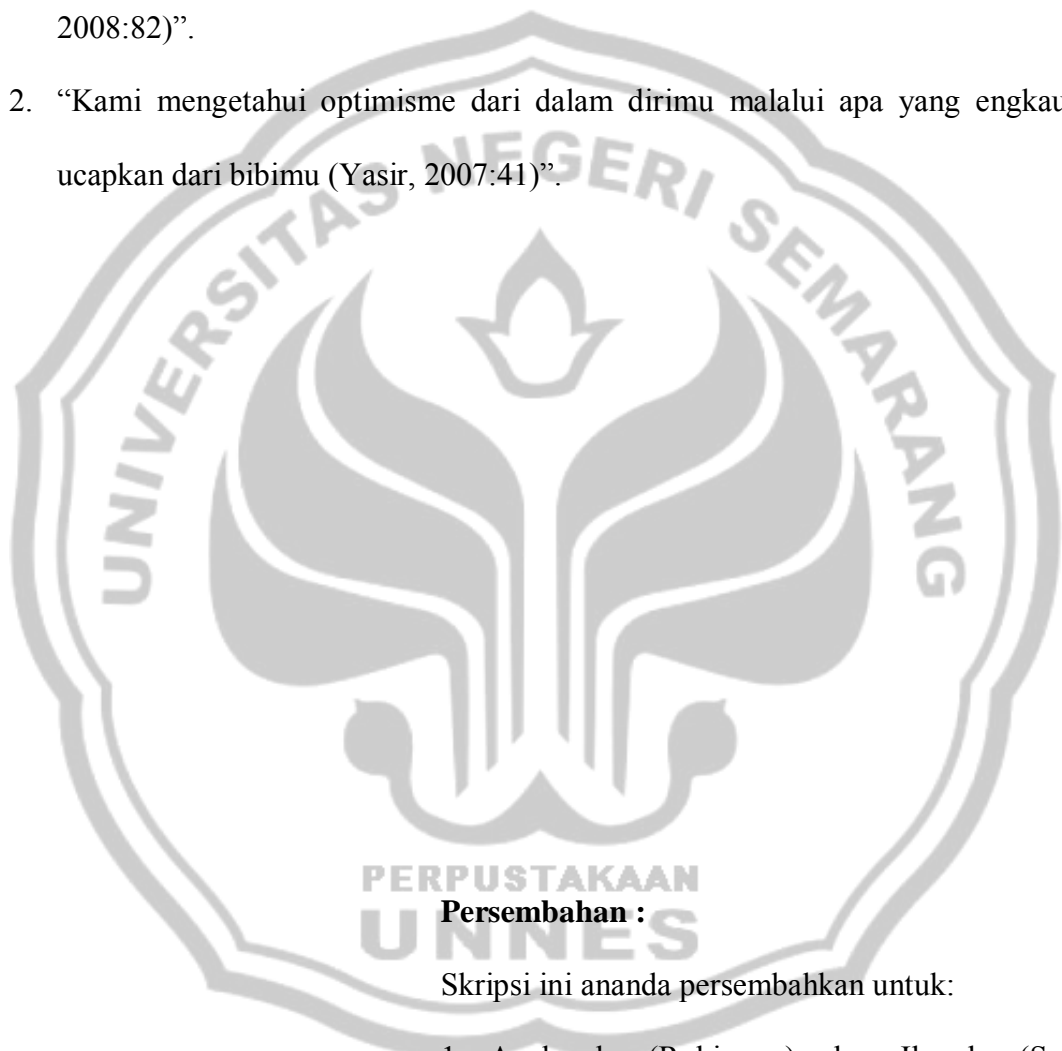 2008:82)”.
2. “Kami mengetahui optimisme dari dalam dirimu malalui apa yang engkau
ucapkan dari bibimu (Yasir, 2007:41)”.
UNIVERSITAS NEGERI SEMARANG
PERPUSTAKAAN
UNNES
Persembahan :
Skripsi ini ananda persembahkan untuk: